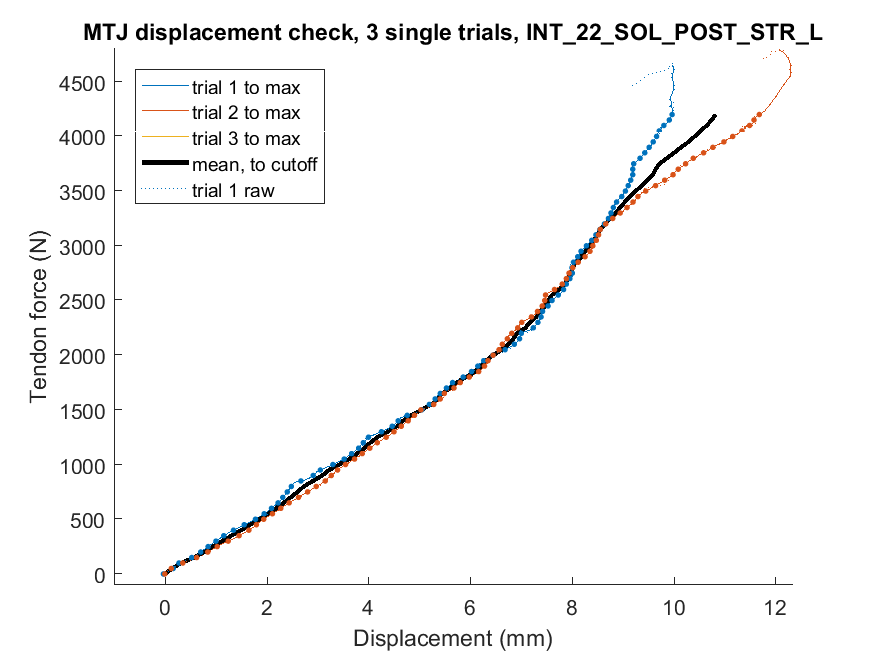 MTJ displacement check, 3 single trials, INT_22_SOL_POST_STR_L
trial 1 to max
trial 2 to max
trial 3 to max
mean, to cutoff
trial 1 raw
4500
4000
3500
3000
2500
2000
1500
1000
500
0
Tendon force (N)
0 2 4 6 8 10 12
Displacement (mm)